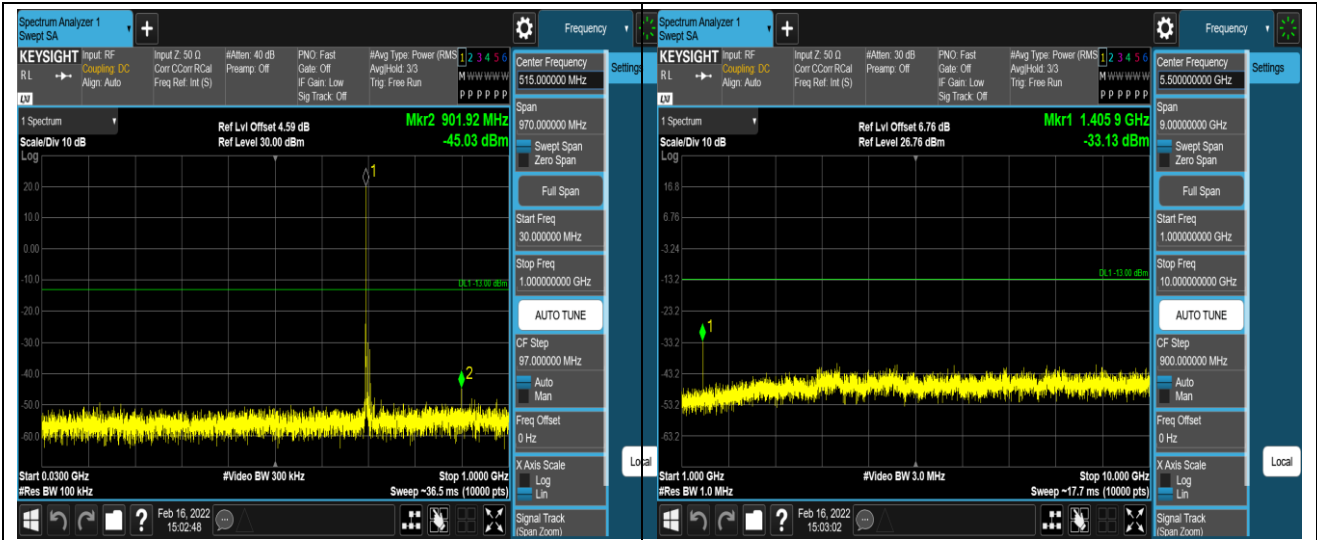 Spectrum Analyzer 1
Swept SA
+
Frequency
KEYSIGHT
RL
LXI
Input: RF
Coupling: DC
Align: Auto
Input Z: 50 Ω
Corr CCorr RCal
Freq Ref: Int (S)
#Atten: 40 dB
Preamp: Off
PNO: Fast
Gate: Off
IF Gain: Low
Sig Track: Off
#Avg Type: Power (RMS
Avg|Hold: 3/3
Trig: Free Run
1 2 3 4 5 6
M W W W W W
P P P P P P
Center Frequency
515.000000 MHz
Settings
1 Spectrum
Scale/Div 10 dB
Ref Lvl Offset 4.59 dB
Ref Level 30.00 dBm
Mkr2 901.92 MHz
-45.03 dBm
Span
970.000000 MHz
Swept Span
Zero Span
Full Span
Start Freq
30.000000 MHz
Stop Freq
1.000000000 GHz
AUTO TUNE
CF Step
97.000000 MHz
Auto
Man
Freq Offset
0 Hz
X Axis Scale
Log
Lin
Signal Track
(Span Zoom)
Local
Log
1
20.0
10.0
0.00
-10.0
DL1 -13.00 dBm
-20.0
-30.0
-40.0
2
-50.0
-60.0
Start 0.0300 GHz
#Res BW 100 kHz
#Video BW 300 kHz
Stop 1.0000 GHz
Sweep ~36.5 ms (10000 pts)
?
Feb 16, 2022
15:02:48
Spectrum Analyzer 1
Swept SA
+
Frequency
KEYSIGHT
RL
LXI
Input: RF
Coupling: DC
Align: Auto
Input Z: 50 Ω
Corr CCorr RCal
Freq Ref: Int (S)
#Atten: 30 dB
Preamp: Off
PNO: Fast
Gate: Off
IF Gain: Low
Sig Track: Off
#Avg Type: Power (RMS
Avg|Hold: 3/3
Trig: Free Run
1 2 3 4 5 6
M W W W W W
P P P P P P
Center Frequency
5.500000000 GHz
Settings
1 Spectrum
Scale/Div 10 dB
Ref Lvl Offset 6.76 dB
Ref Level 26.76 dBm
Mkr1 1.405 9 GHz
-33.13 dBm
Span
9.00000000 GHz
Swept Span
Zero Span
Full Span
Start Freq
1.000000000 GHz
Stop Freq
10.000000000 GHz
AUTO TUNE
CF Step
900.000000 MHz
Auto
Man
Freq Offset
0 Hz
X Axis Scale
Log
Lin
Signal Track
(Span Zoom)
Local
Log
16.8
6.76
-3.24
-13.2
DL1 -13.00 dBm
-23.2
1
-33.2
-43.2
-53.2
-63.2
Start 1.000 GHz
#Res BW 1.0 MHz
#Video BW 3.0 MHz
Stop 10.000 GHz
Sweep ~17.7 ms (10000 pts)
?
Feb 16, 2022
15:03:02